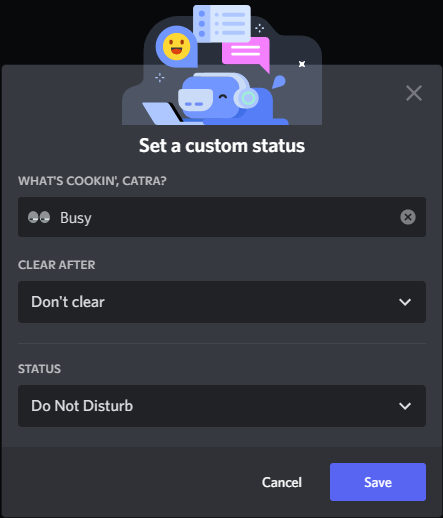 Set a custom status
WHAT'S COOKIN', CATRA?
Busy
CLEAR AFTER
Don't clear
STATUS
Do Not Disturb
Cancel
Save